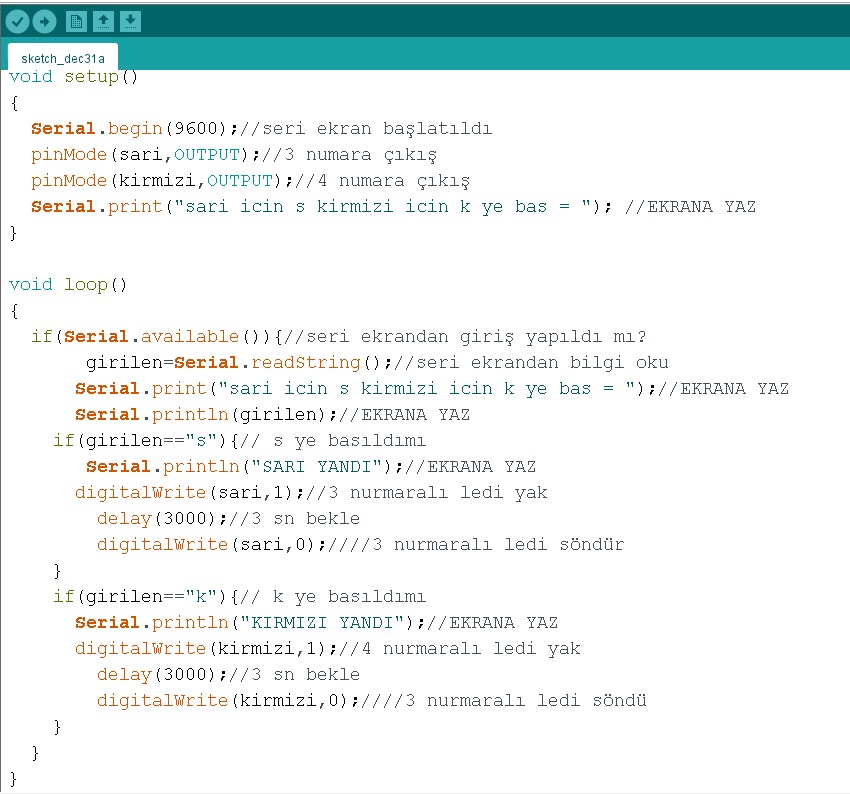 sketch_dec31a
void setup()
{
Serial.begin(9600);//seri ekran başlatıldı
pinMode(sari,OUTPUT);//3 numara çıkış
pinMode(kirmizi,OUTPUT);//4 numara çıkış
Serial.print("sari icin s kirmizi icin k ye bas = "); //EKRANA YAZ
}
void loop()
{
if(Serial.available()){//seri ekrandan giriş yapıldı mı?
girilen=Serial.readString();//seri ekrandan bilgi oku
Serial.print("sari icin s kirmizi icin k ye bas = ");//EKRANA YAZ
Serial.println(girilen);//EKRANA YAZ
if(girilen=="s"){// s ye basıldımı
Serial.println("SARI YANDI");//EKRANA YAZ
digitalWrite(sari,1);//3 nurmaralı ledi yak
delay(3000);//3 sn bekle
digitalWrite(sari,0);////3 nurmaralı ledi söndür
}
if(girilen=="k"){// k ye basıldımı
Serial.println("KIRMIZI YANDI");//EKRANA YAZ
digitalWrite(kirmizi,1);//4 nurmaralı ledi yak
delay(3000);//3 sn bekle
digitalWrite(kirmizi,0);////3 nurmaralı ledi söndü
}
}
}